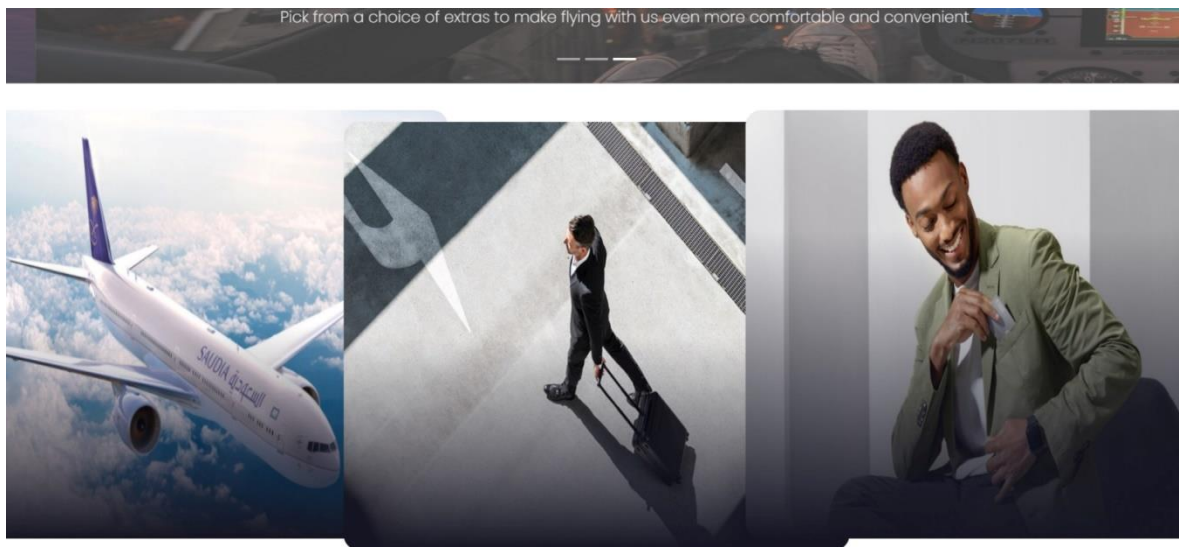 Pick from a choice of extras to make flying with us even more comfortable and convenient.
SAUDIA السعودية